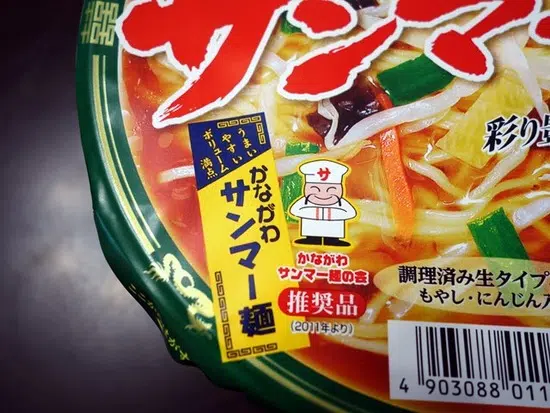 サンマー
彩り
うまい
やすい
ボリューム満点
かながわ
サンマー麺
サ
かながわ
サンマー麺の会
推奨品
(2011年より)
調理済み生タイプ
もやし・にんじん入
4 903088 011